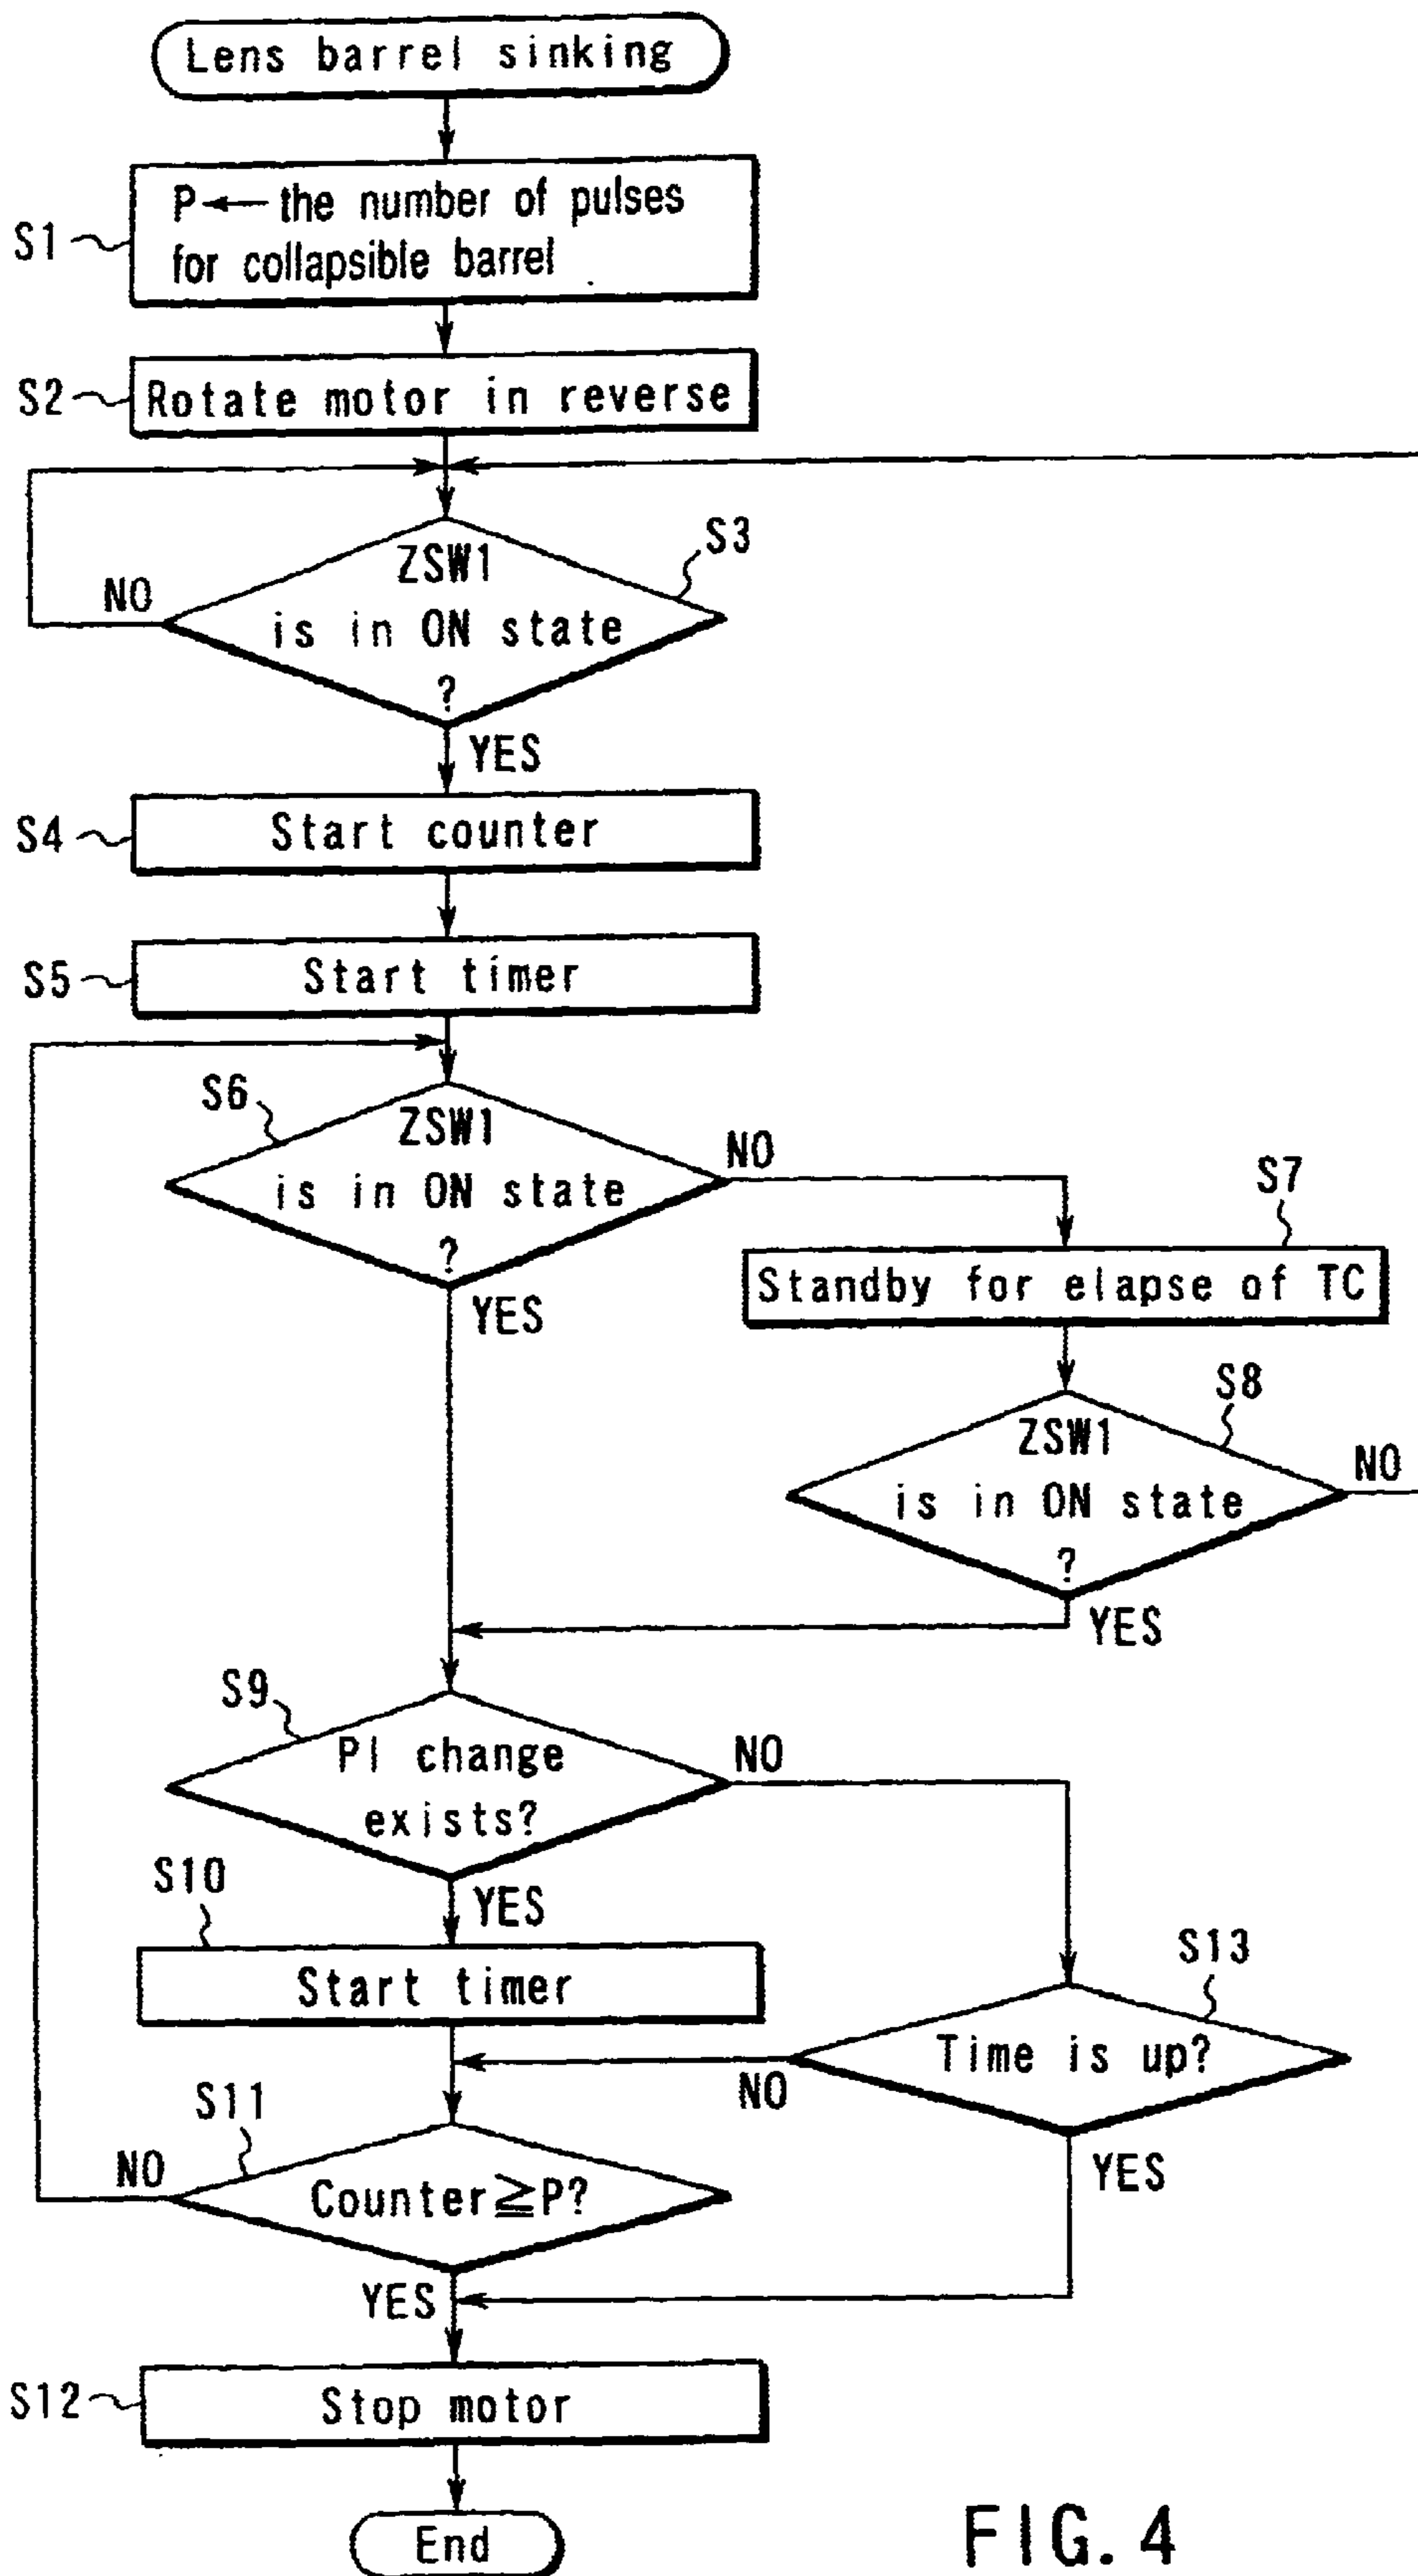 Lens barrel sinking
P← the number of pulses
for collapsible barrel
S1
S2
Rotate motor in reverse
S3
ZSW1
is in ON state
?
NO
YES
S4
Start counter
S5
Start timer
S6
ZSW1
is in ON state
?
NO
YES
S7
Standby for elapse of TC
S8
ZSW1
is in ON state
?
NO
YES
S9
PI change
exists?
NO
YES
S10
Start timer
S13
Time is up?
NO
YES
S11
Counter≧P?
NO
YES
S12
Stop motor
End
FIG. 4